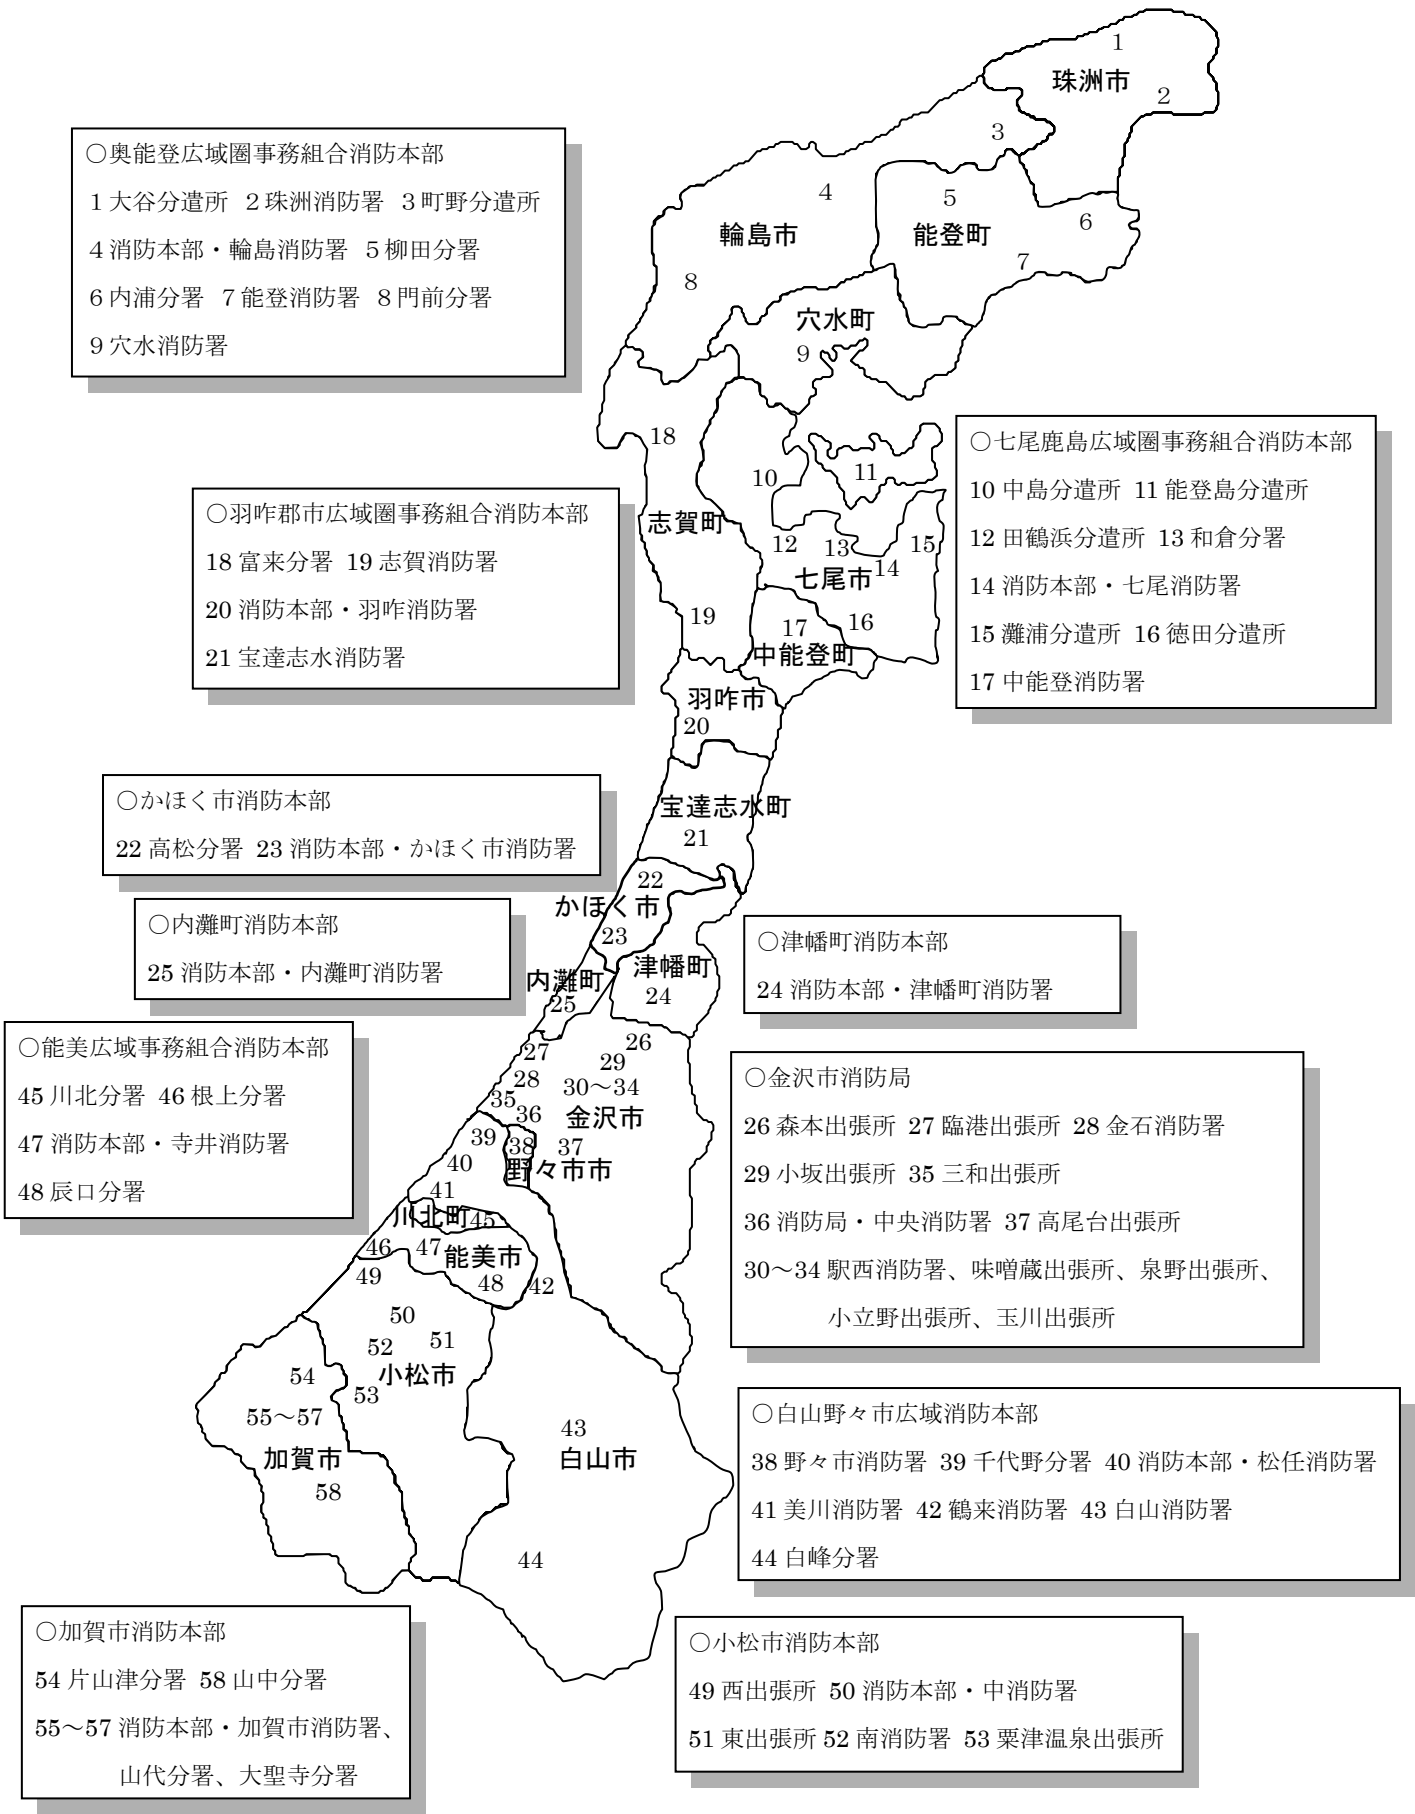 1
珠洲市
2
3
4
5
6
輪島市
能登町
7
8
穴水町
9
○奥能登広域圏事務組合消防本部
1大谷分遣所 2珠洲消防署 3町野分遣所
4消防本部・輪島消防署 5柳田分署
6内浦分署 7能登消防署 8門前分署
9穴水消防署
18
10
11
志賀町
12
13
15
七尾市
14
19
17
16
中能登町
○七尾鹿島広域圏事務組合消防本部
10 中島分遣所 11 能登島分遣所
12 田鶴浜分遣所 13 和倉分署
14 消防本部・七尾消防署
15 灘浦分遣所 16 徳田分遣所
17 中能登消防署
○羽咋郡市広域圏事務組合消防本部
18 富来分署 19 志賀消防署
20 消防本部・羽咋消防署
21 宝達志水消防署
羽咋市
20
宝達志水町
21
○かほく市消防本部
22 高松分署 23 消防本部・かほく市消防署
22
かほく市
23
○内灘町消防本部
25 消防本部・内灘町消防署
内灘町
25
津幡町
24
○津幡町消防本部
24 消防本部・津幡町消防署
○能美広域事務組合消防本部
45 川北分署 46 根上分署
47 消防本部・寺井消防署
48 辰口分署
26
27
29
28
30～34
35
36
金沢市
39
38
37
野々市市
40
41
川北町
45
46
47
能美市
48
42
49
○金沢市消防局
26 森本出張所 27 臨港出張所 28 金石消防署
29 小坂出張所 35 三和出張所
36 消防局・中央消防署 37 高尾台出張所
30～34 駅西消防署、味噌蔵出張所、泉野出張所、
小立野出張所、玉川出張所
50
52
51
小松市
53
54
55～57
加賀市
58
43
白山市
44
○白山野々市広域消防本部
38 野々市消防署 39 千代野分署 40 消防本部・松任消防署
41 美川消防署 42 鶴来消防署 43 白山消防署
44 白峰分署
○加賀市消防本部
54 片山津分署 58 山中分署
55～57 消防本部・加賀市消防署、
山代分署、大聖寺分署
○小松市消防本部
49 西出張所 50 消防本部・中消防署
51 東出張所 52 南消防署 53 粟津温泉出張所